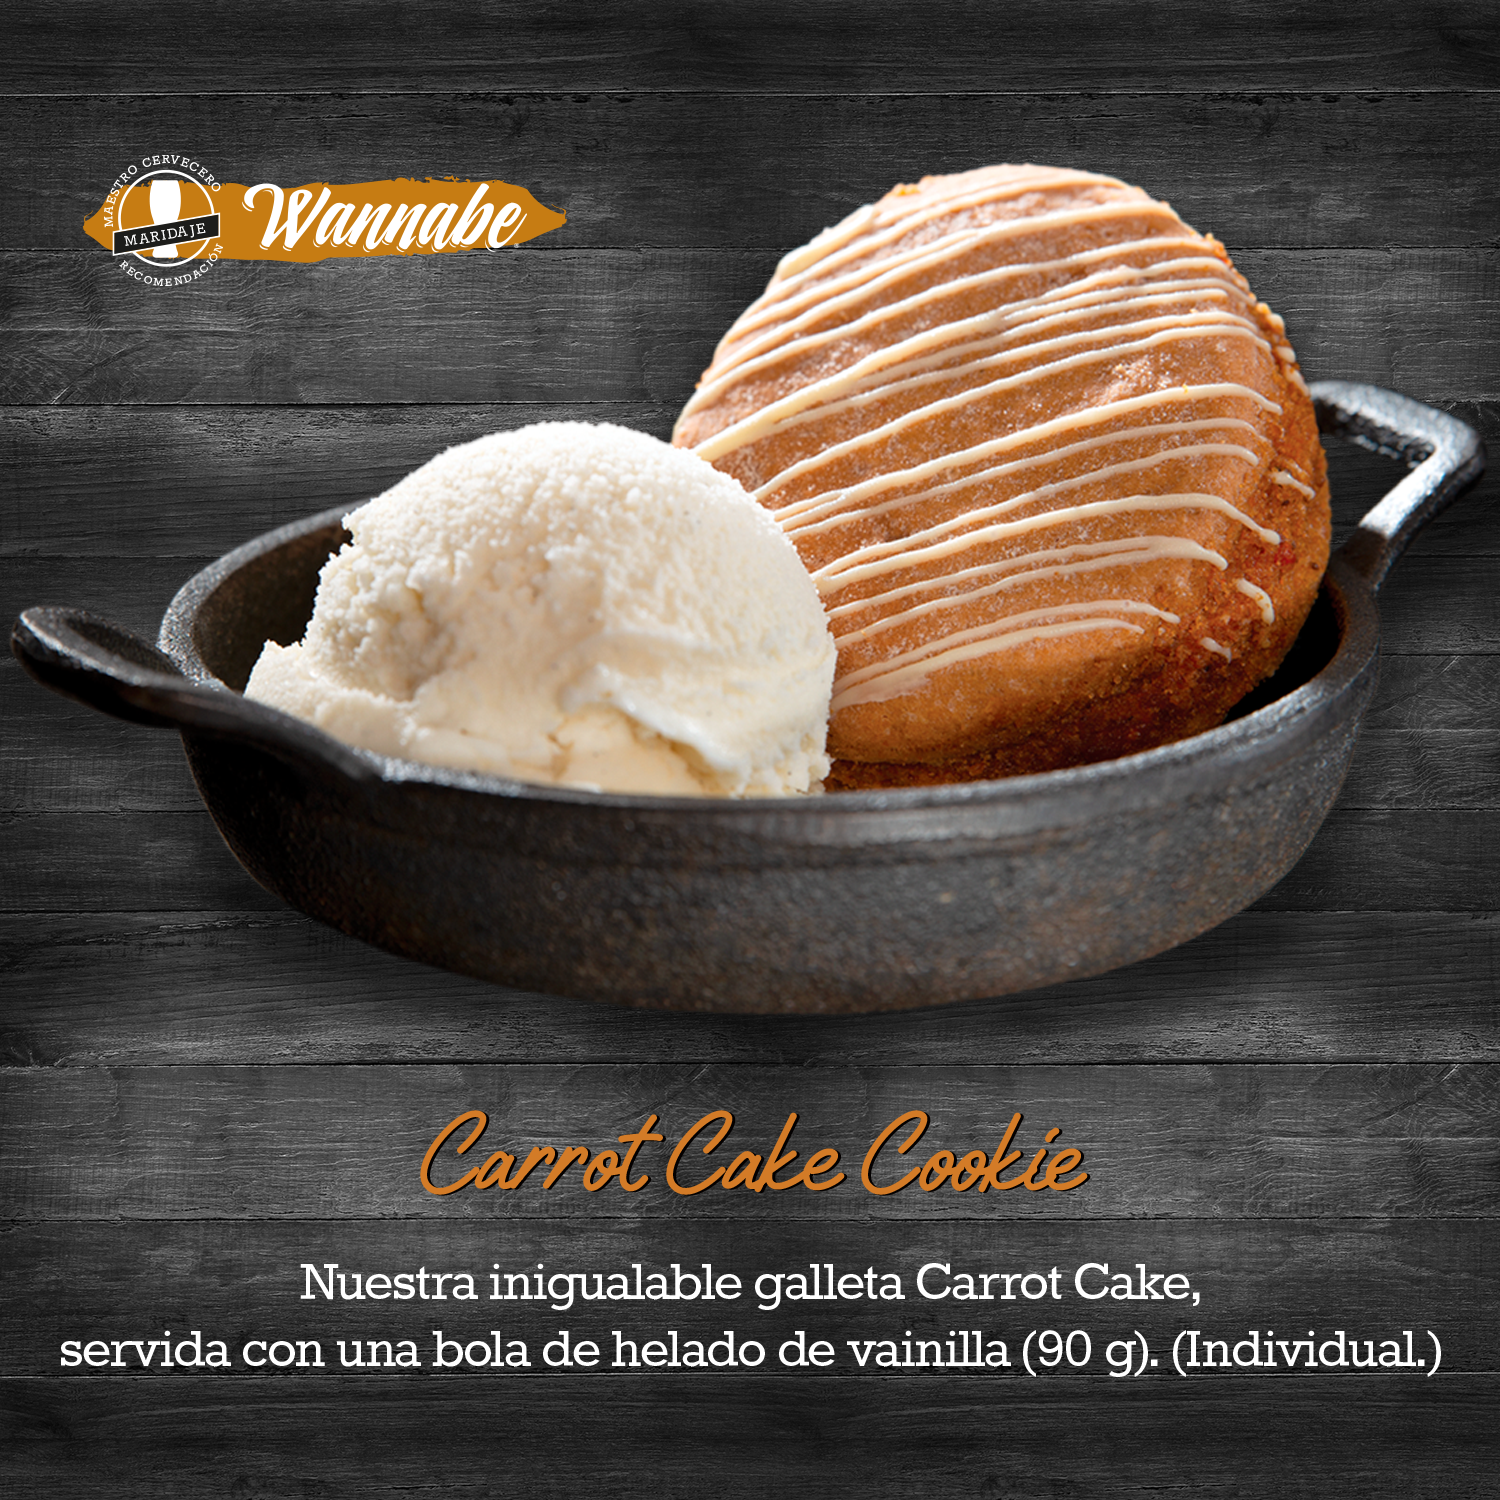 MAESTRO CERVECERO
MARIDAJE
RECOMENDACIÓN
Wannabe
Carrot Cake Cookie
Nuestra inigualable galleta Carrot Cake,
servida con una bola de helado de vainilla (90 g). (Individual.)